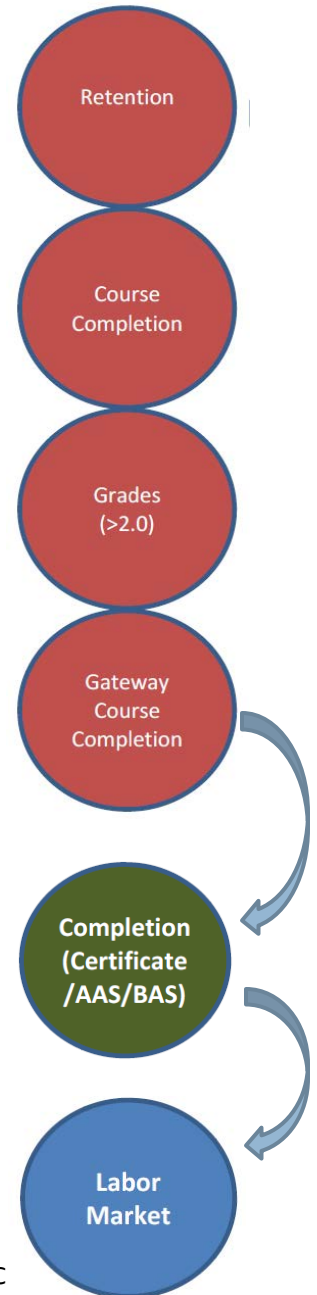 Retention
Course
Completion
Grades
(>2.0)
Gateway
Course
Completion
Completion
(Certificate
/AAS/BAS)
Labor
Market
C